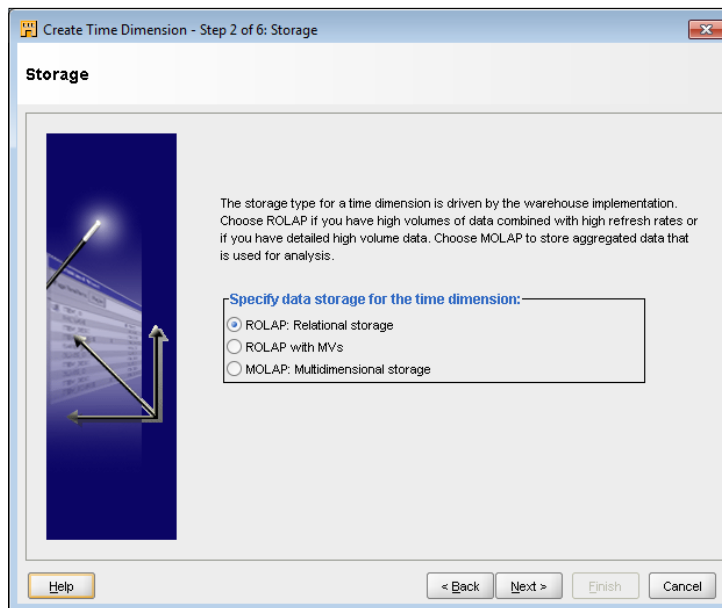 Create Time Dimension - Step 2 of 6: Storage
Storage
The storage type for a time dimension is driven by the warehouse implementation.
Choose ROLAP if you have high volumes of data combined with high refresh rates or
if you have detailed high volume data. Choose MOLAP to store aggregated data that
is used for analysis.
Specify data storage for the time dimension:
ROLAP: Relational storage
ROLAP with MVs
MOLAP: Multidimensional storage
Help
< Back
Next >
Finish
Cancel